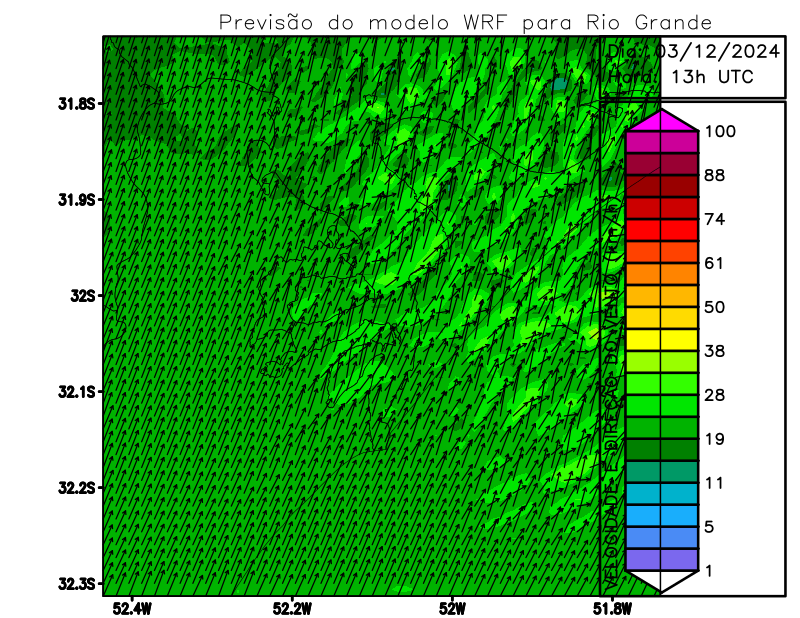 Previsão do modelo WRF para Rio Grande
Dia: 03/12/2024
Hora: 13h UTC
31.8S
31.9S
32S
32.1S
32.2S
32.3S
52.4W
52.2W
52W
51.8W
VELOCIDADE E DIREÇÃO DO VENTO (km/h)
100
88
74
61
50
38
28
19
11
5
1